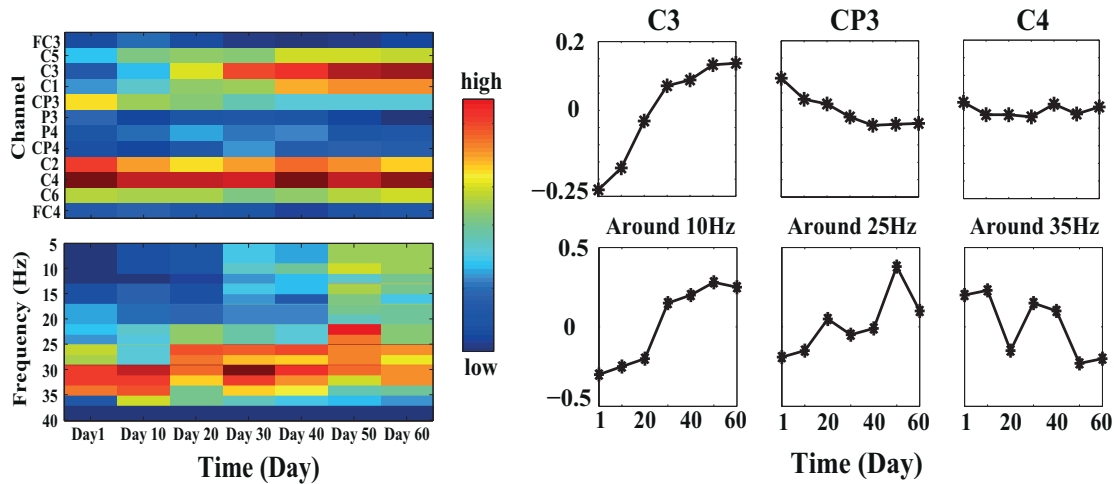 Channel
FC3
C5
C3
C1
CP3
P3
P4
CP4
C2
C4
C6
FC4
Frequency (Hz)
5
10
15
20
25
30
35
40
Day1 Day 10 Day 20 Day 30 Day 40 Day 50 Day 60
Time (Day)
high
low
C3 CP3 C4
0.2
0
−0.25
Around 10Hz Around 25Hz Around 35Hz
0.5
0
−0.5
1 20 40 60 1 20 40 60 1 20 40 60
Time (Day)